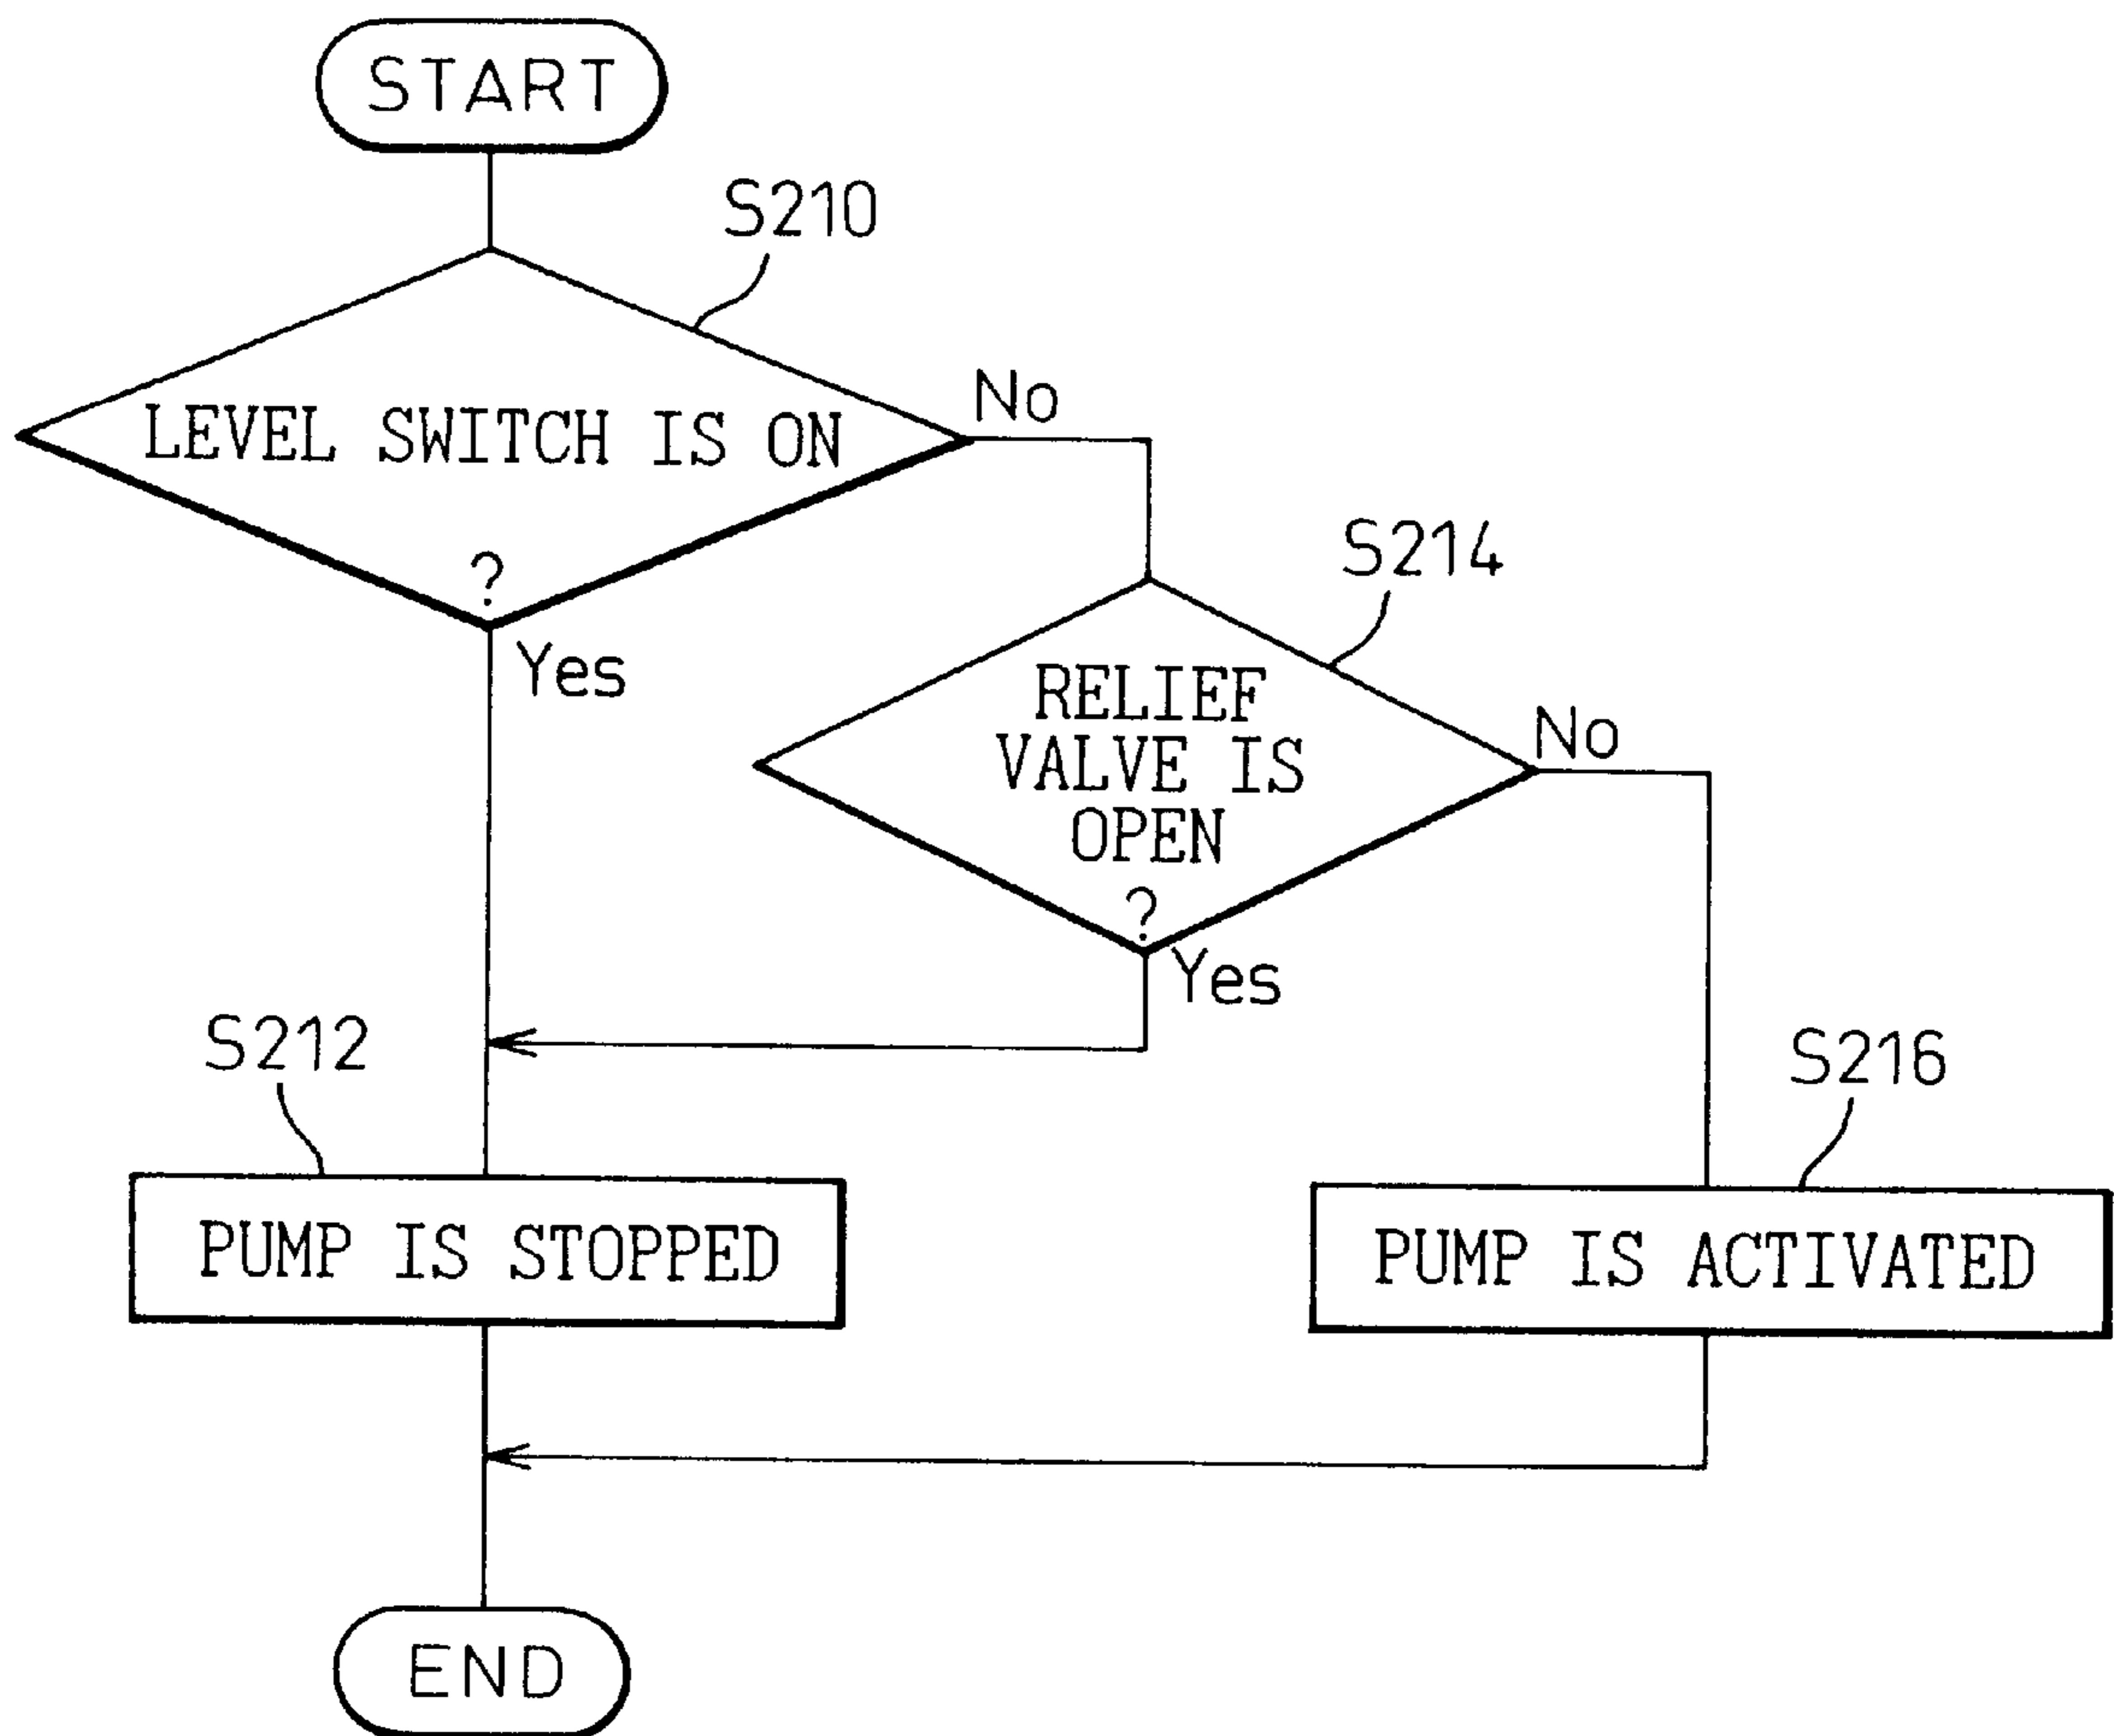 START
S210
LEVEL SWITCH IS ON
?
No
Yes
S214
RELIEF
VALVE IS
OPEN
?
No
Yes
S212
PUMP IS STOPPED
S216
PUMP IS ACTIVATED
END